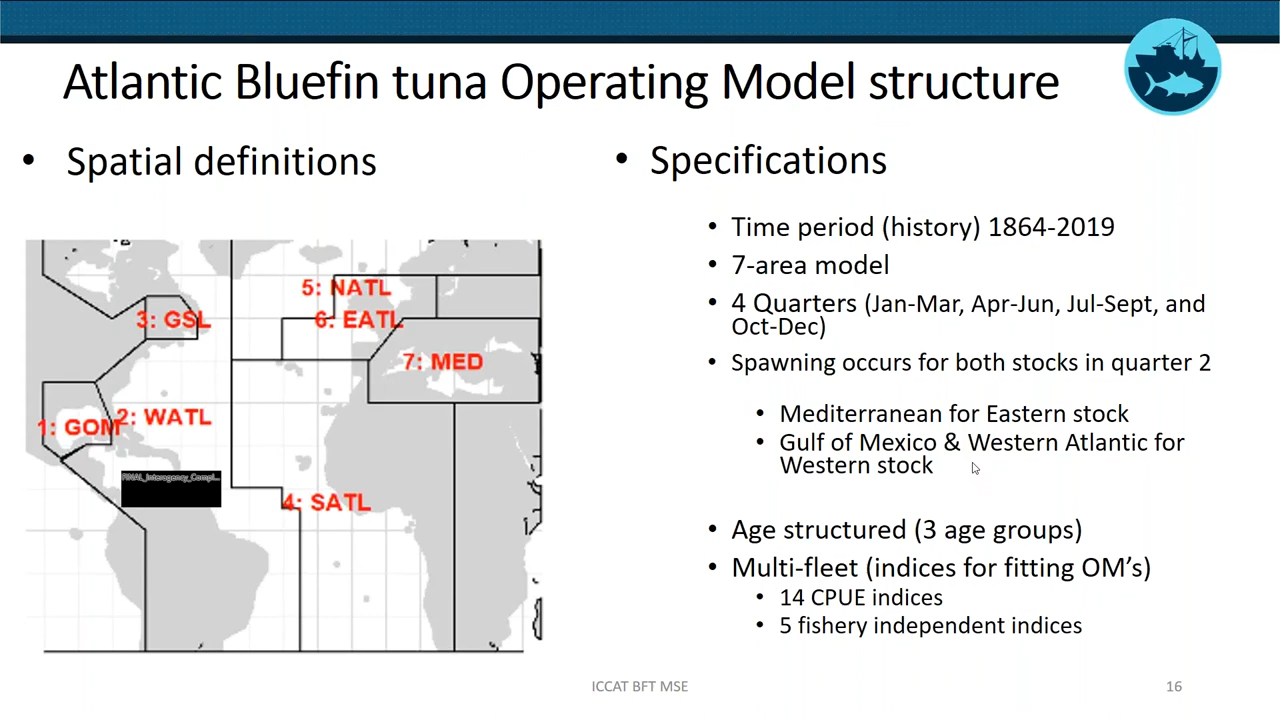 Atlantic Bluefin tuna Operating Model structure
• Spatial definitions
5: NATL
3: GSL
6: EATL
7: MED
1: GOM
2: WATL
4: SATL
• Specifications
• Time period (history) 1864-2019
• 7-area model
• 4 Quarters (Jan-Mar, Apr-Jun, Jul-Sept, and
Oct-Dec)
• Spawning occurs for both stocks in quarter 2
• Mediterranean for Eastern stock
• Gulf of Mexico & Western Atlantic for
Western stock
• Age structured (3 age groups)
• Multi-fleet (indices for fitting OM's)
• 14 CPUE indices
• 5 fishery independent indices
ICCAT BFT MSE
16